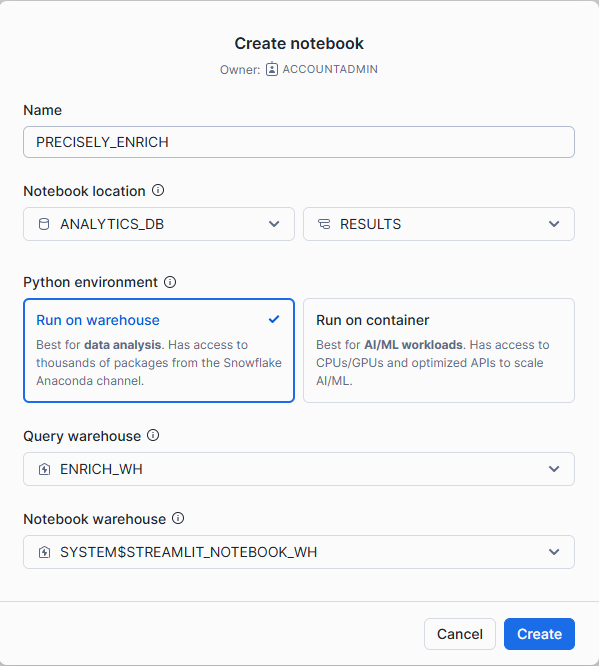 Create notebook
Owner: ACCOUNTADMIN
Name
PRECISELY_ENRICH
Notebook location
ANALYTICS_DB RESULTS
Python environment
Run on warehouse
Best for data analysis. Has access to
thousands of packages from the Snowflake
Anaconda channel.
Run on container
Best for AI/ML workloads. Has access to
CPUs/GPUs and optimized APIs to scale
AI/ML.
Query warehouse
ENRICH_WH
Notebook warehouse
SYSTEM$STREAMLIT_NOTEBOOK_WH
Cancel Create